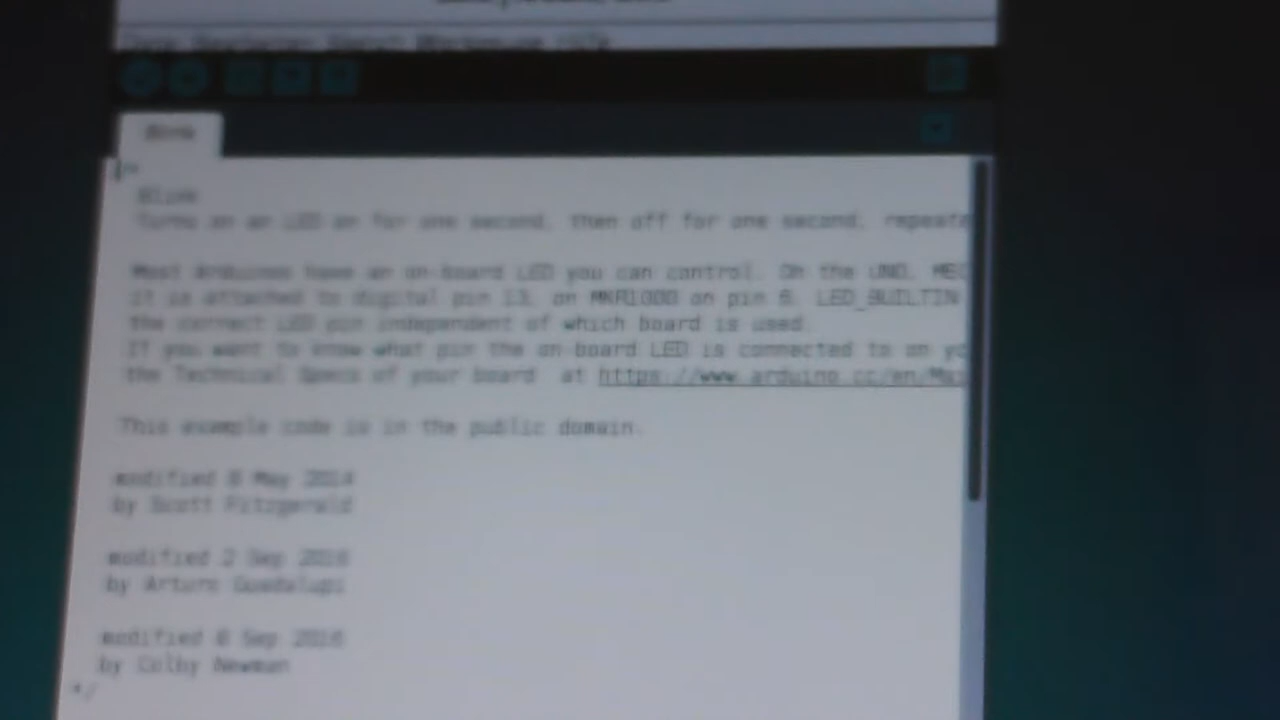 Blink
/*
Blink
Turns on an LED on for one second, then off for one second, repeate
Most Arduinos have an on-board LED you can control. On the UNO, MEG
it is attached to digital pin 13, on MKR1000 on pin 6. LED_BUILTIN
the correct LED pin independent of which board is used.
If you want to know what pin the on-board LED is connected to on yo
the Technical Specs of your board at https://www.arduino.cc/en/Mai
This example code is in the public domain.
modified 8 May 2014
by Scott Fitzgerald
modified 2 Sep 2016
by Arturo Guadalupi
modified 8 Sep 2016
by Colby Newman
*/